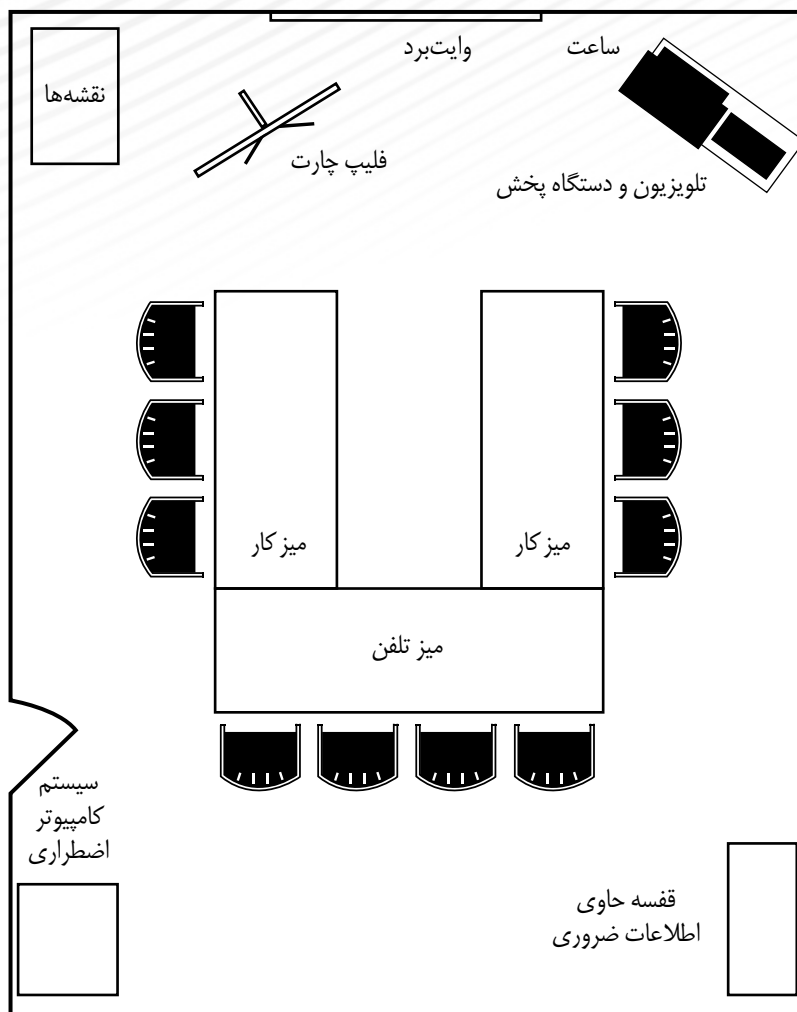 ساعت
وایت‌برد
نقشه‌ها
فلیپ چارت
تلویزیون و دستگاه پخش
میز کار
میز کار
میز تلفن
سیستم
کامپیوتر
اضطراری
قفسه حاوی
اطلاعات ضروری